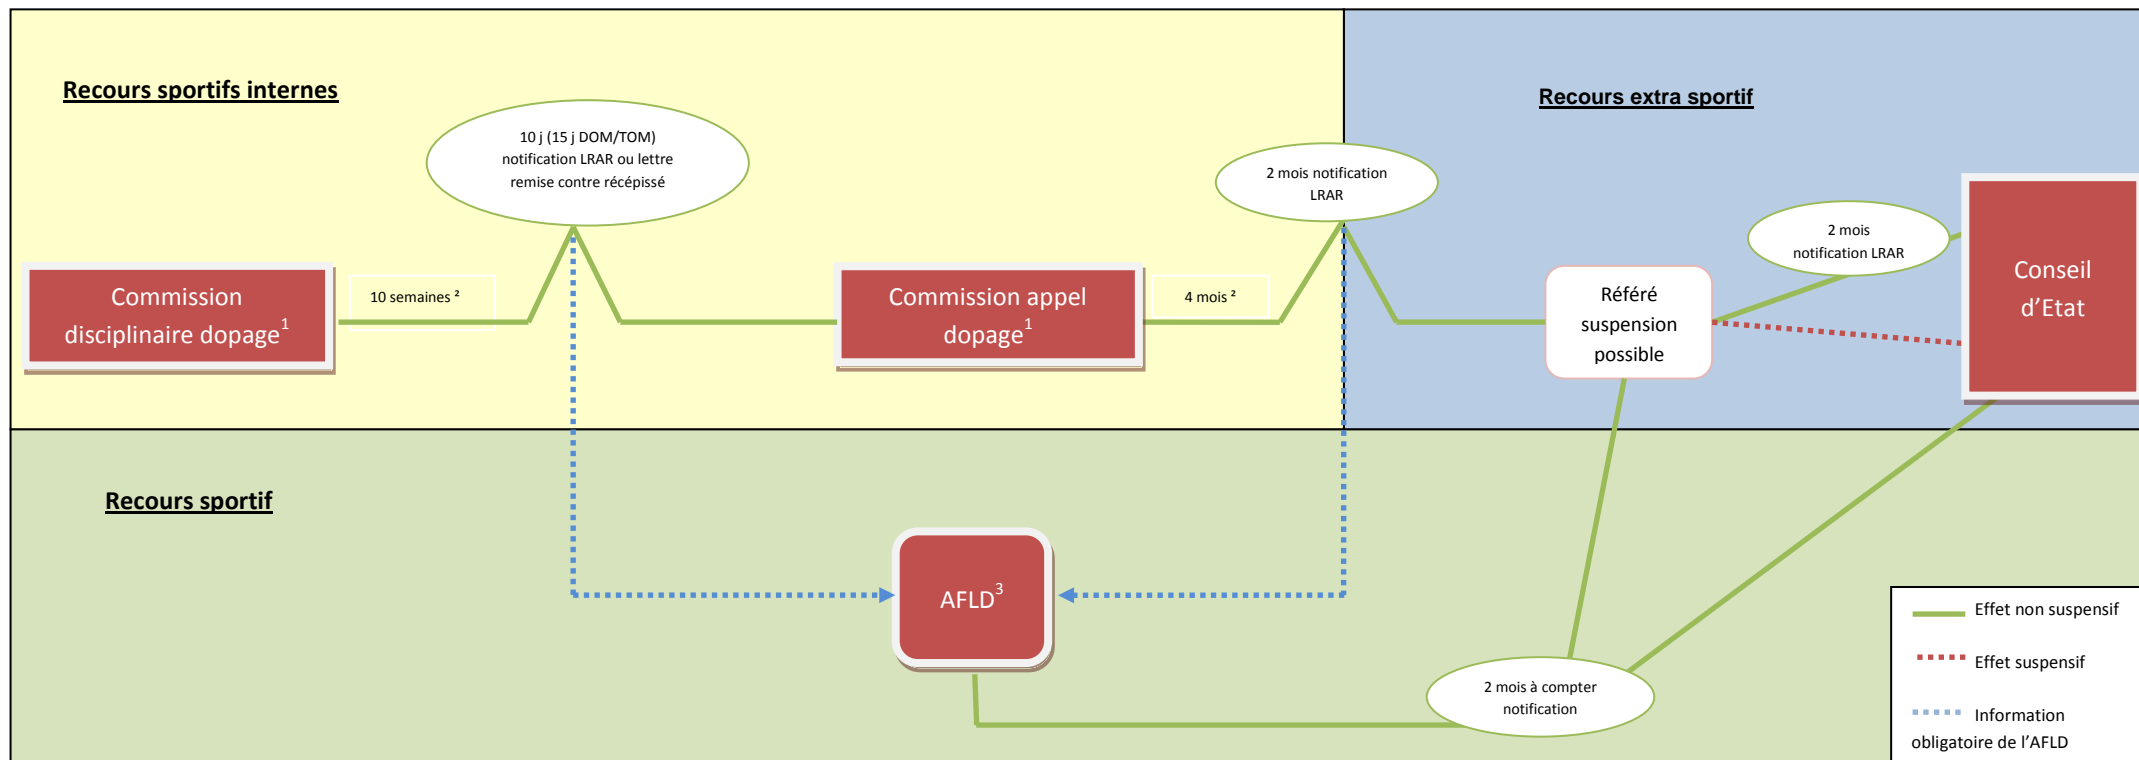 Recours sportifs internes
Recours extra sportif
10 j (15 j DOM/TOM)
notification LRAR ou lettre
remise contre récépissé
2 mois notification
LRAR
2 mois
notification LRAR
Commission
disciplinaire dopage¹
10 semaines ²
Commission appel
dopage¹
4 mois ²
Référé
suspension
possible
Conseil
d’Etat
Recours sportif
AFLD³
2 mois à compter
notification
Effet non suspensif
Effet suspensif
Information
obligatoire de l’AFLD